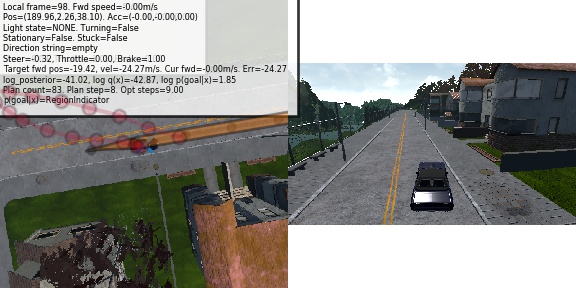 Local frame=98. Fwd speed=-0.00m/s
Pos=(189.96,2.26,38.10). Acc=(-0.00,-0.00,0.00)
Light state=NONE. Turning=False
Stationary=False. Stuck=False
Direction string=empty
Steer=-0.32, Throttle=0.00, Brake=1.00
Target fwd pos=-19.42, vel=-24.27m/s. Cur fwd=-0.00m/s. Err=-24.27
log_posterior=-41.02, log q(x)=-42.87, log p(goal|x)=1.85
Plan count=83. Plan step=8. Opt steps=9.00
p(goal|x)=RegionIndicator